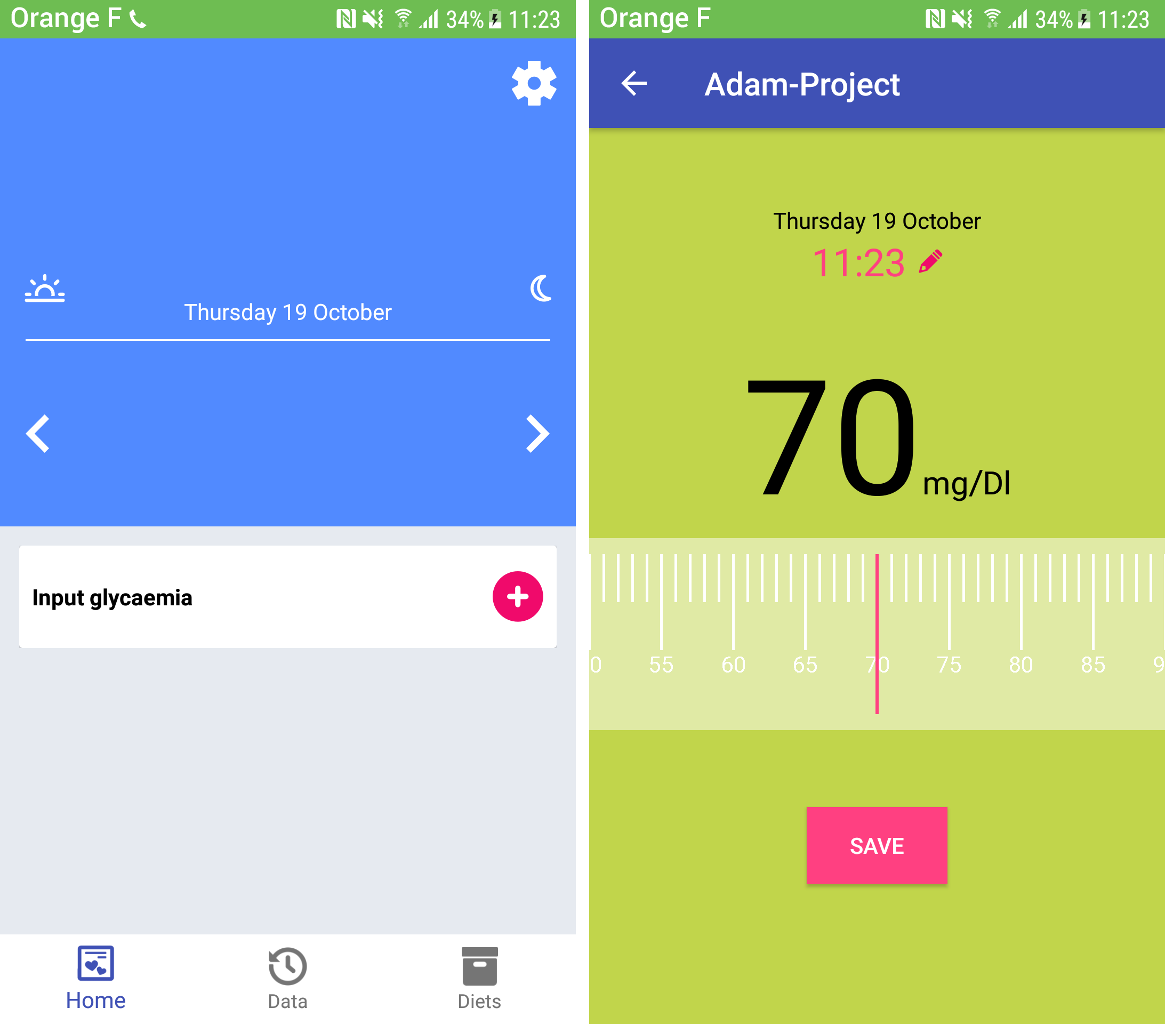 Orange F 34% 11:23
Thursday 19 October
Input glycaemia
Home Data Diets
Orange F 34% 11:23
Adam-Project
Thursday 19 October
11:23
70 mg/Dl
0 55 60 65 70 75 80 85 9
SAVE